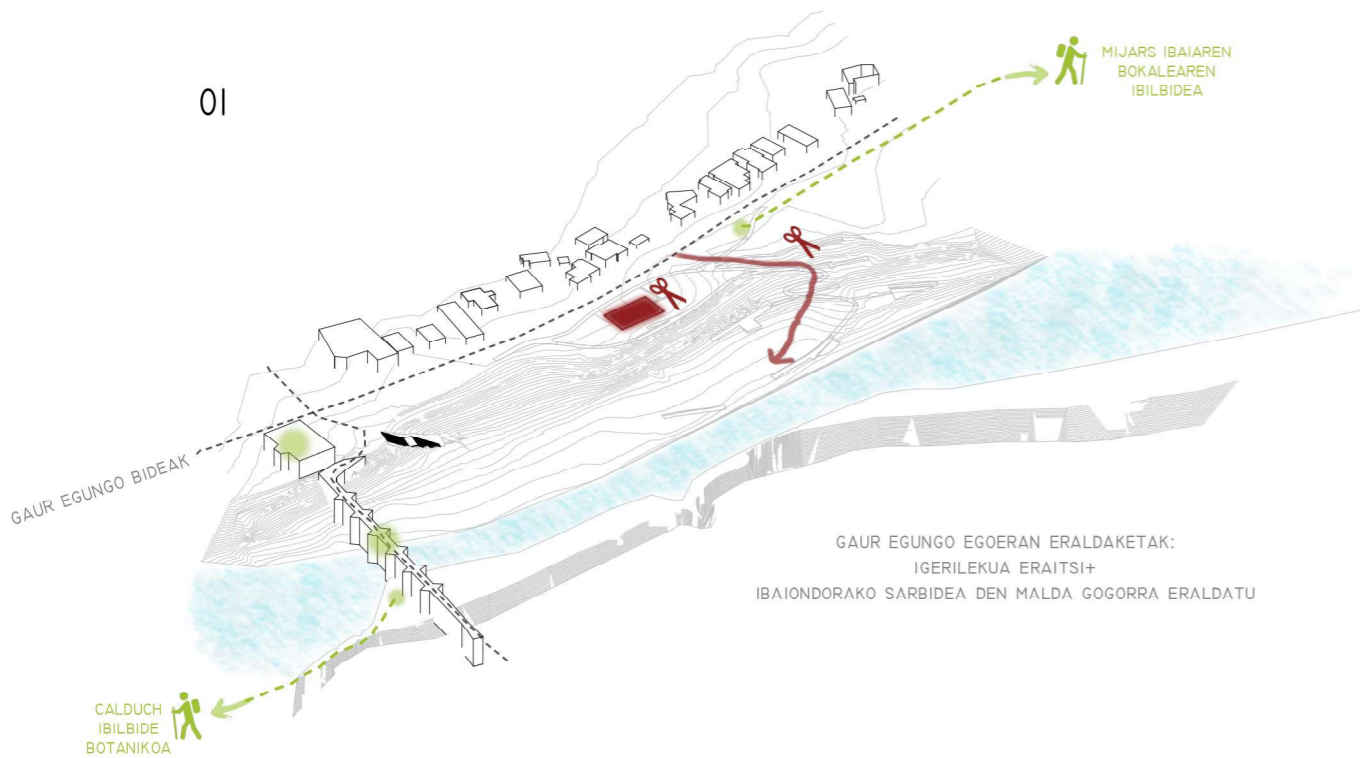 01
MIJARS IBAIAREN
BOKALEAREN
IBILBIDEA
GAUR EGUNGO BIDEAK
GAUR EGUNGO EGOERAN ERALDAKETAK:
IGERILEKUA ERAITSI+
IBAIONDORAKO SARBIDEA DEN MALDA GOGORRA ERALDATU
CALDUCH
IBILBIDE
BOTANIKOA